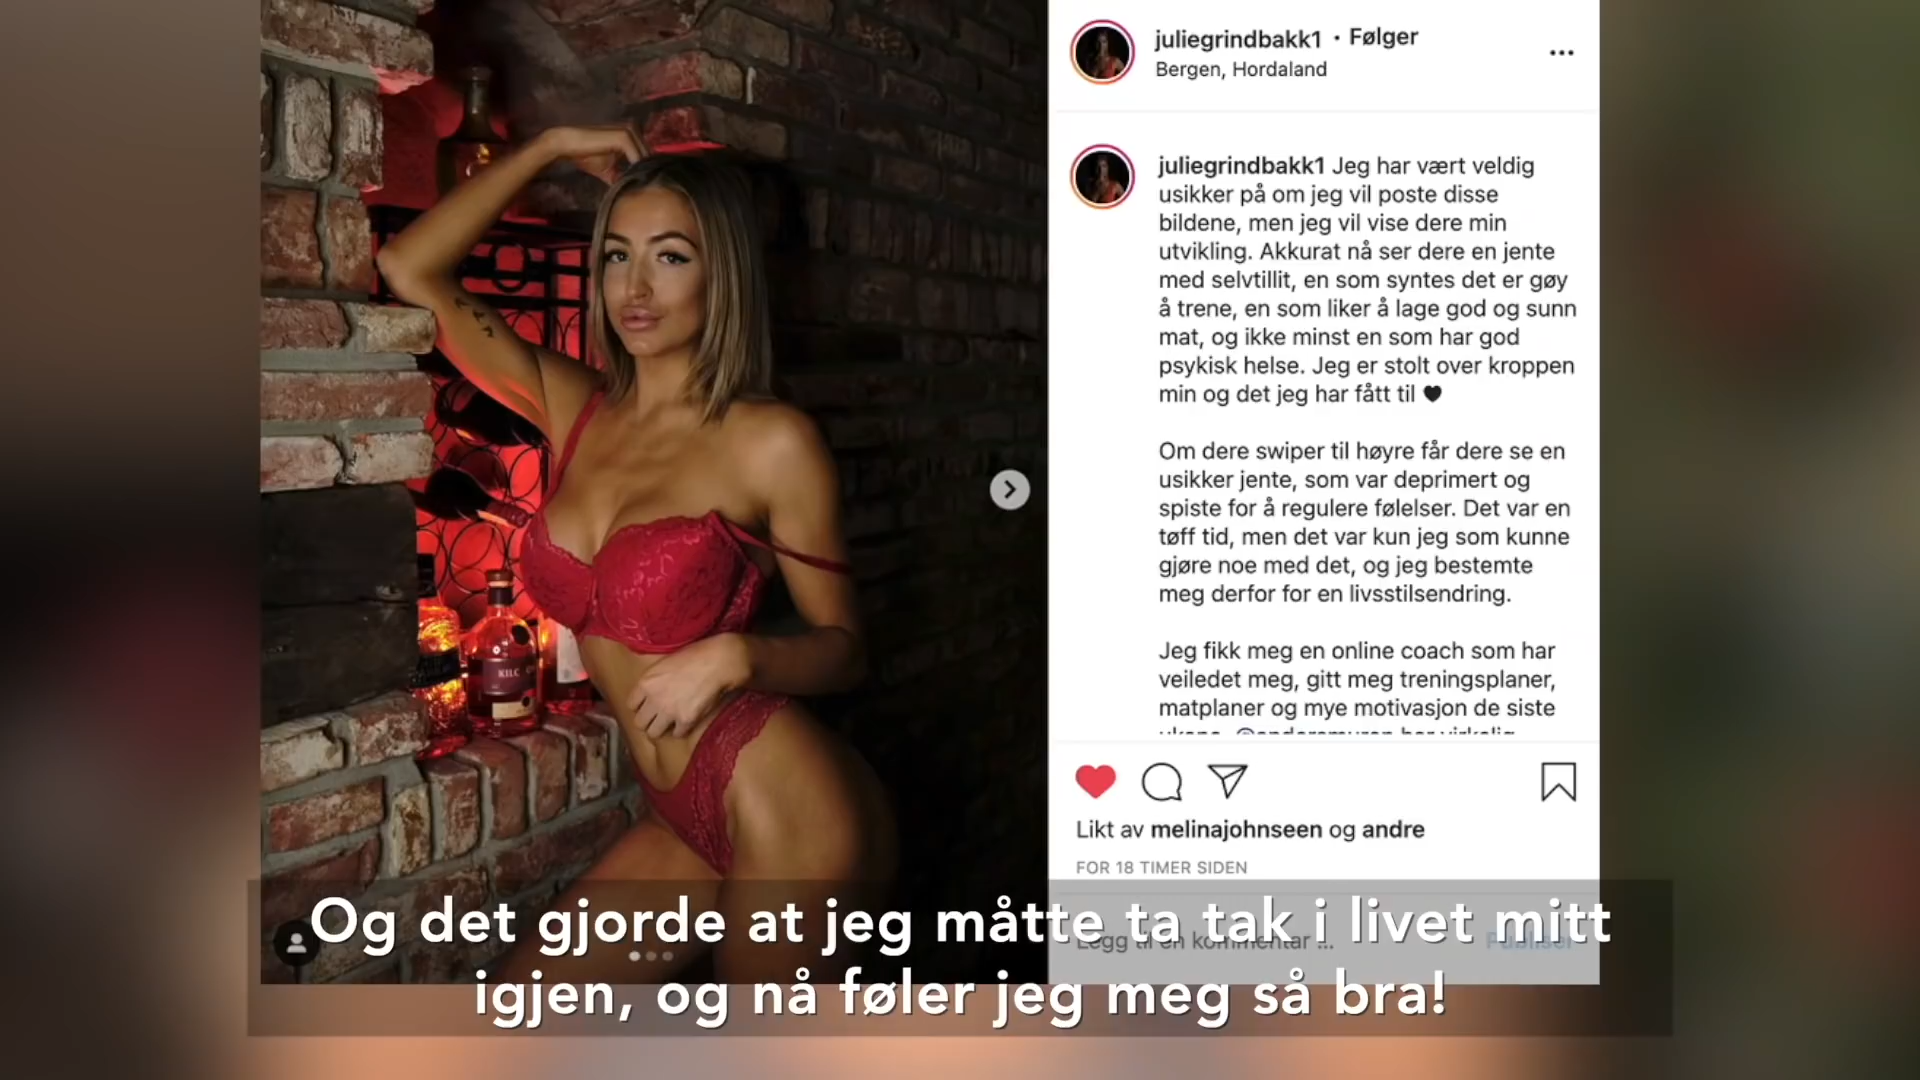 juliegrindbakk1 • Følger
Bergen, Hordaland
juliegrindbakk1 Jeg har vært veldig
usikker på om jeg vil poste disse
bildene, men jeg vil vise dere min
utvikling. Akkurat nå ser dere en jente
med selvtillit, en som syntes det er gøy
å trene, en som liker å lage god og sunn
mat, og ikke minst en som har god
psykisk helse. Jeg er stolt over kroppen
min og det jeg har fått til 🖤
Om dere swiper til høyre får dere se en
usikker jente, som var deprimert og
spiste for å regulere følelser. Det var en
tøff tid, men det var kun jeg som kunne
gjøre noe med det, og jeg bestemte
meg derfor for en livsstilsendring.
Jeg fikk meg en online coach som har
veiledet meg, gitt meg treningsplaner,
matplaner og mye motivasjon de siste
Likt av melinajohnseen og andre
FOR 18 TIMER SIDEN
Legg til en kommentar ...
Publiser
Og det gjorde at jeg måtte ta tak i livet mitt
igjen, og nå føler jeg meg så bra!
KILC